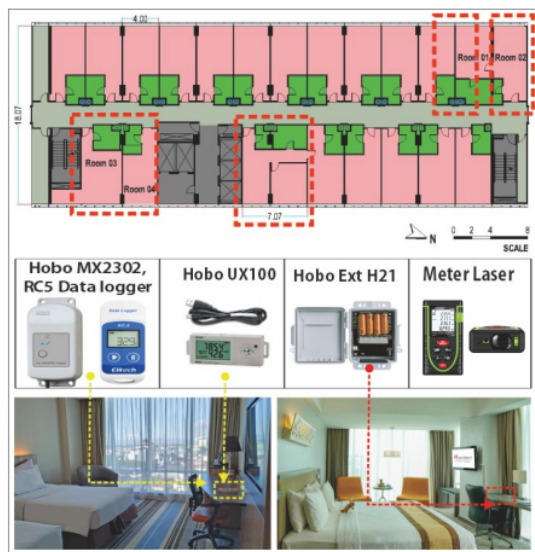 4.00
Room 01
Room 02
18.07
Room 03
Room 04
7.07
N
0 2 4 8
SCALE
Hobo MX2302,
RC5 Data logger
Hobo UX100
Hobo Ext H21
Meter Laser